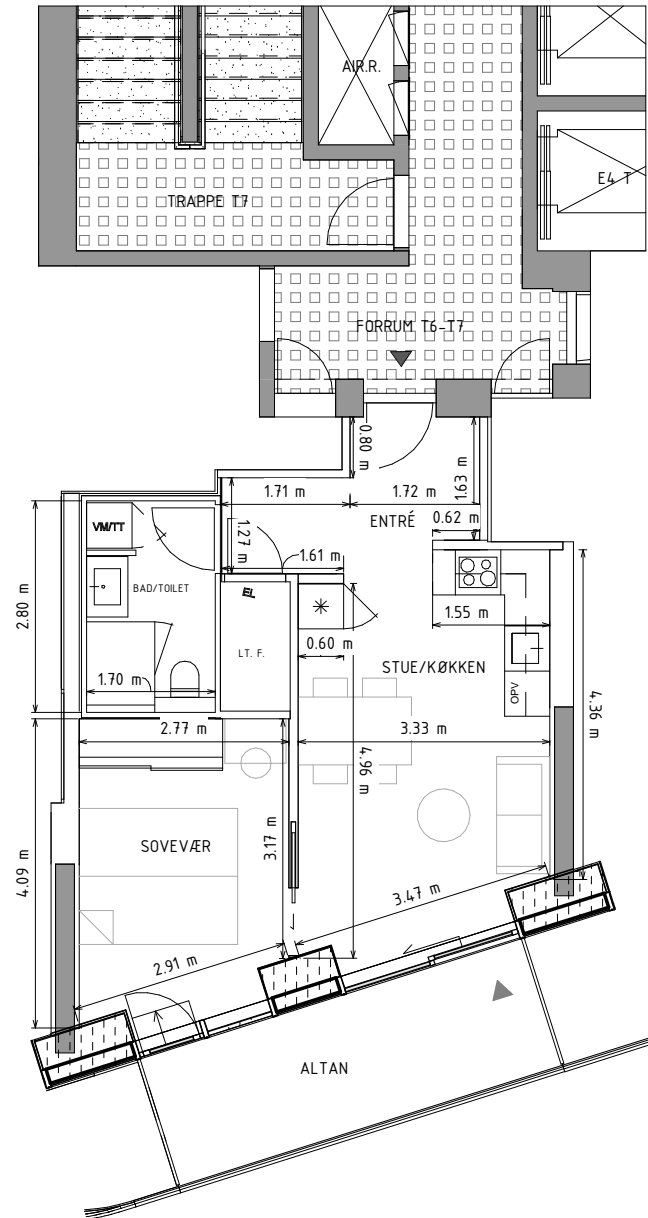 AIR.R.
E4 T
TRAPPE T7
FORRUM T6-T7
0.80 m
1.63 m
1.71 m
1.72 m
0.62 m
ENTRÉ
VM/TT
1.27 m
1.61 m
BAD/TOILET
EL
2.80 m
1.55 m
LT. F.
0.60 m
STUE/KØKKEN
1.70 m
OPV
4.36 m
2.77 m
3.33 m
4.96 m
3.17 m
SOVEVÆR
4.09 m
3.47 m
2.91 m
ALTAN